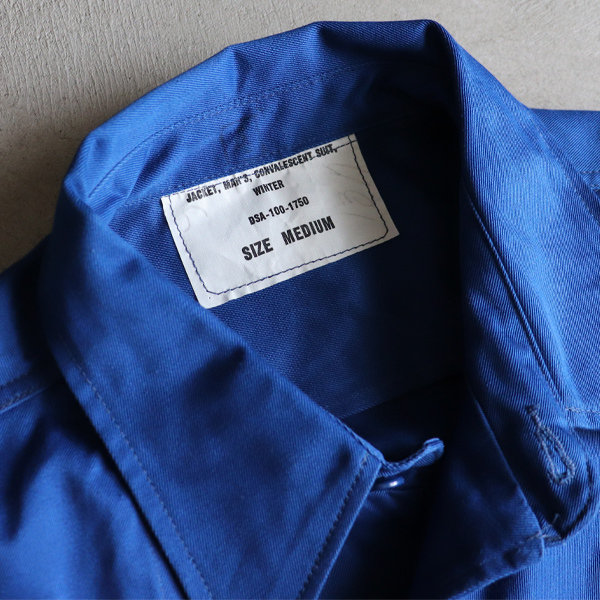 JACKET, MAN'S, CONVALESCENT SUIT,
WINTER
DSA-100-1750
SIZE MEDIUM